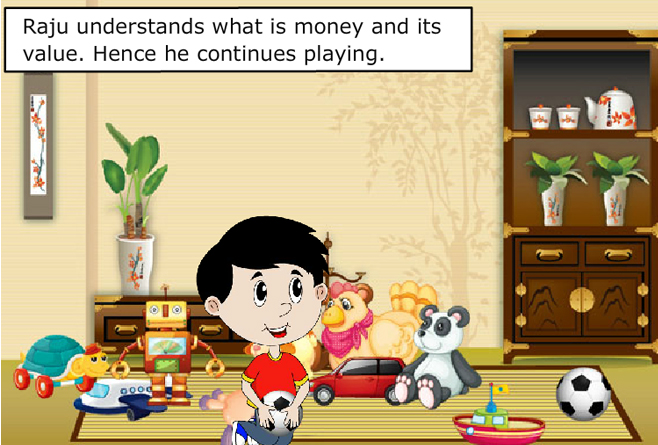 Raju understands what is money and its
value. Hence he continues playing.